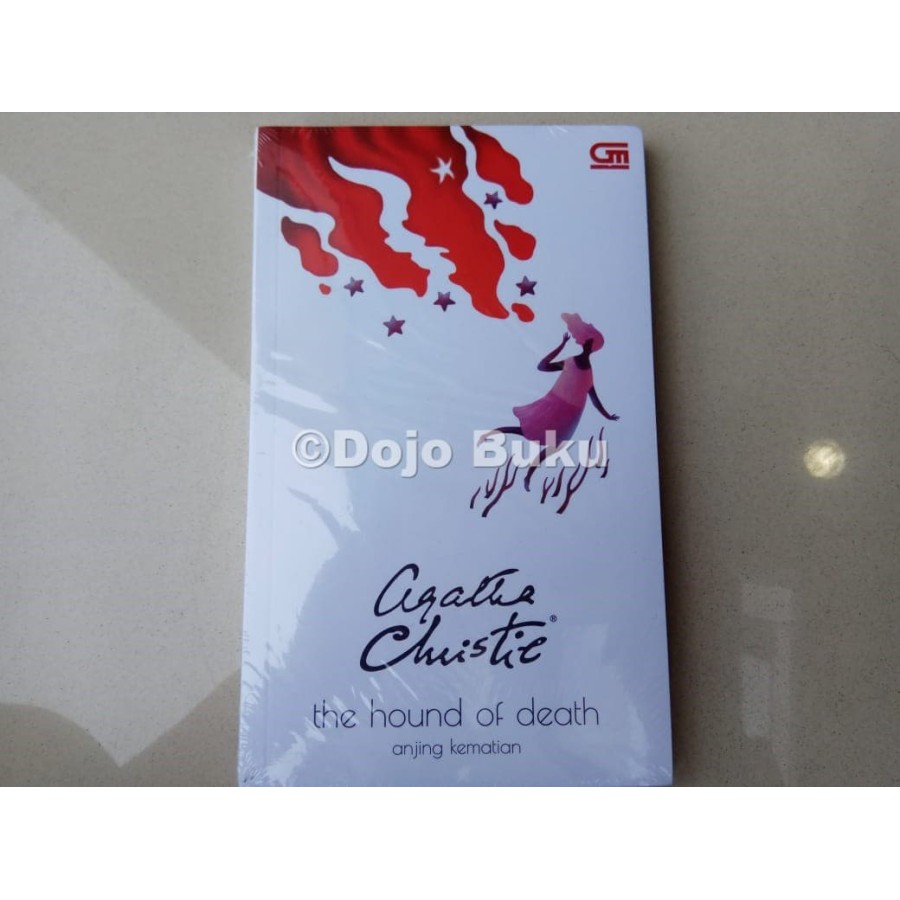 GM
©Dojo Buku
Agatha
Christie®
the hound of death
anjing kematian